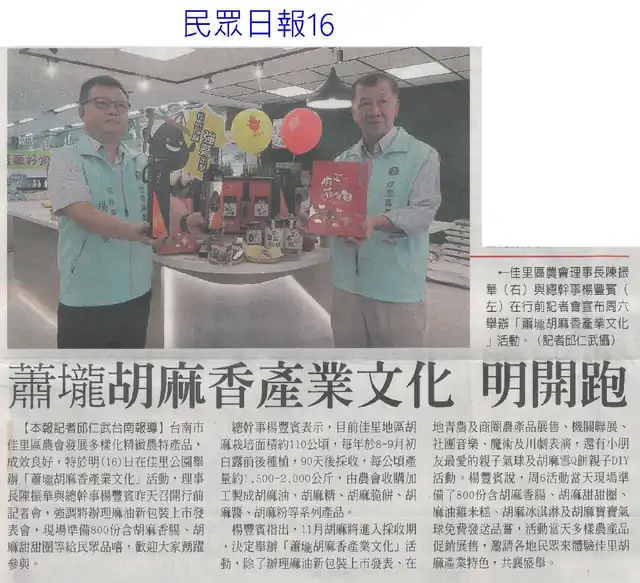 民眾日報16
←佳里區農會理事長陳振
華（右）與總幹事楊豐賓（
左）在行前記者會宣布周六
舉辦「蕭壠胡麻香產業文化
」活動。（記者邱仁武攝）
蕭壠胡麻香產業文化 明開跑
【本報記者邱仁武台南報導】台南市
佳里區農會發展多樣化精緻農特產品，
成效良好，特於明(16)日在佳里公園舉
辦「蕭壠胡麻香產業文化」活動，理事
長陳振華與總幹事楊豐賓昨天召開行前
記者會，強調將辦理麻油新包裝上市發
表會，現場準備800份含胡麻香腸、胡
麻甜甜圈等給民眾品嚐，歡迎大家踴躍
參與。
總幹事楊豐賓表示，目前佳里地區胡
麻栽培面積約110公頃，每年於8-9月初
白露前後種植，90天後採收，每公頃產
量約1,500-2,000公斤，由農會收購加
工製成胡麻油、胡麻糖、胡麻脆餅、胡
麻醬、胡麻粉等系列產品。
楊豐賓指出，11月胡麻將進入採收期
，決定舉辦「蕭壠胡麻香產業文化」活
動，除了辦理麻油新包裝上市發表、在
地青農及商圈農產品展售、機關聯展、
社團音樂、魔術及川劇表演，還有小朋
友最愛的親子氣球及胡麻雪Q餅親子DIY
活動。楊豐賓說，周6活動當天現場準
備了800份含胡麻香腸、胡麻甜甜圈、
麻油雞米糕、胡麻冰淇淋及胡麻寶寶氣
球免費發送品嘗，活動當天多樣農產品
促銷展售，邀請各地民眾來體驗佳里胡
麻產業特色，共襄盛舉。